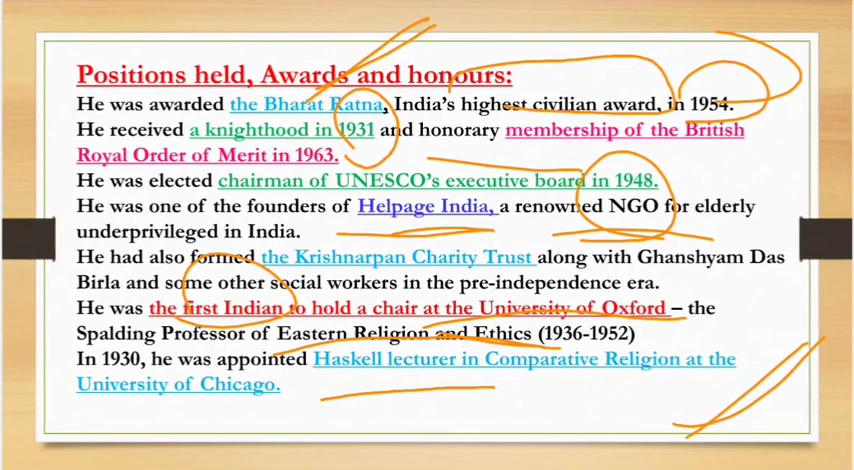 Positions held, Awards and honours:
He was awarded the Bharat Ratna, India's highest civilian award, in 1954.
He received a knighthood in 1931 and honorary membership of the British
Royal Order of Merit in 1963.
He was elected chairman of UNESCO's executive board in 1948.
He was one of the founders of Helpage India, a renowned NGO for elderly
underprivileged in India.
He had also formed the Krishnarpan Charity Trust along with Ghanshyam Das
Birla and some other social workers in the pre-independence era.
He was the first Indian to hold a chair at the University of Oxford – the
Spalding Professor of Eastern Religion and Ethics (1936-1952)
In 1930, he was appointed Haskell lecturer in Comparative Religion at the
University of Chicago.